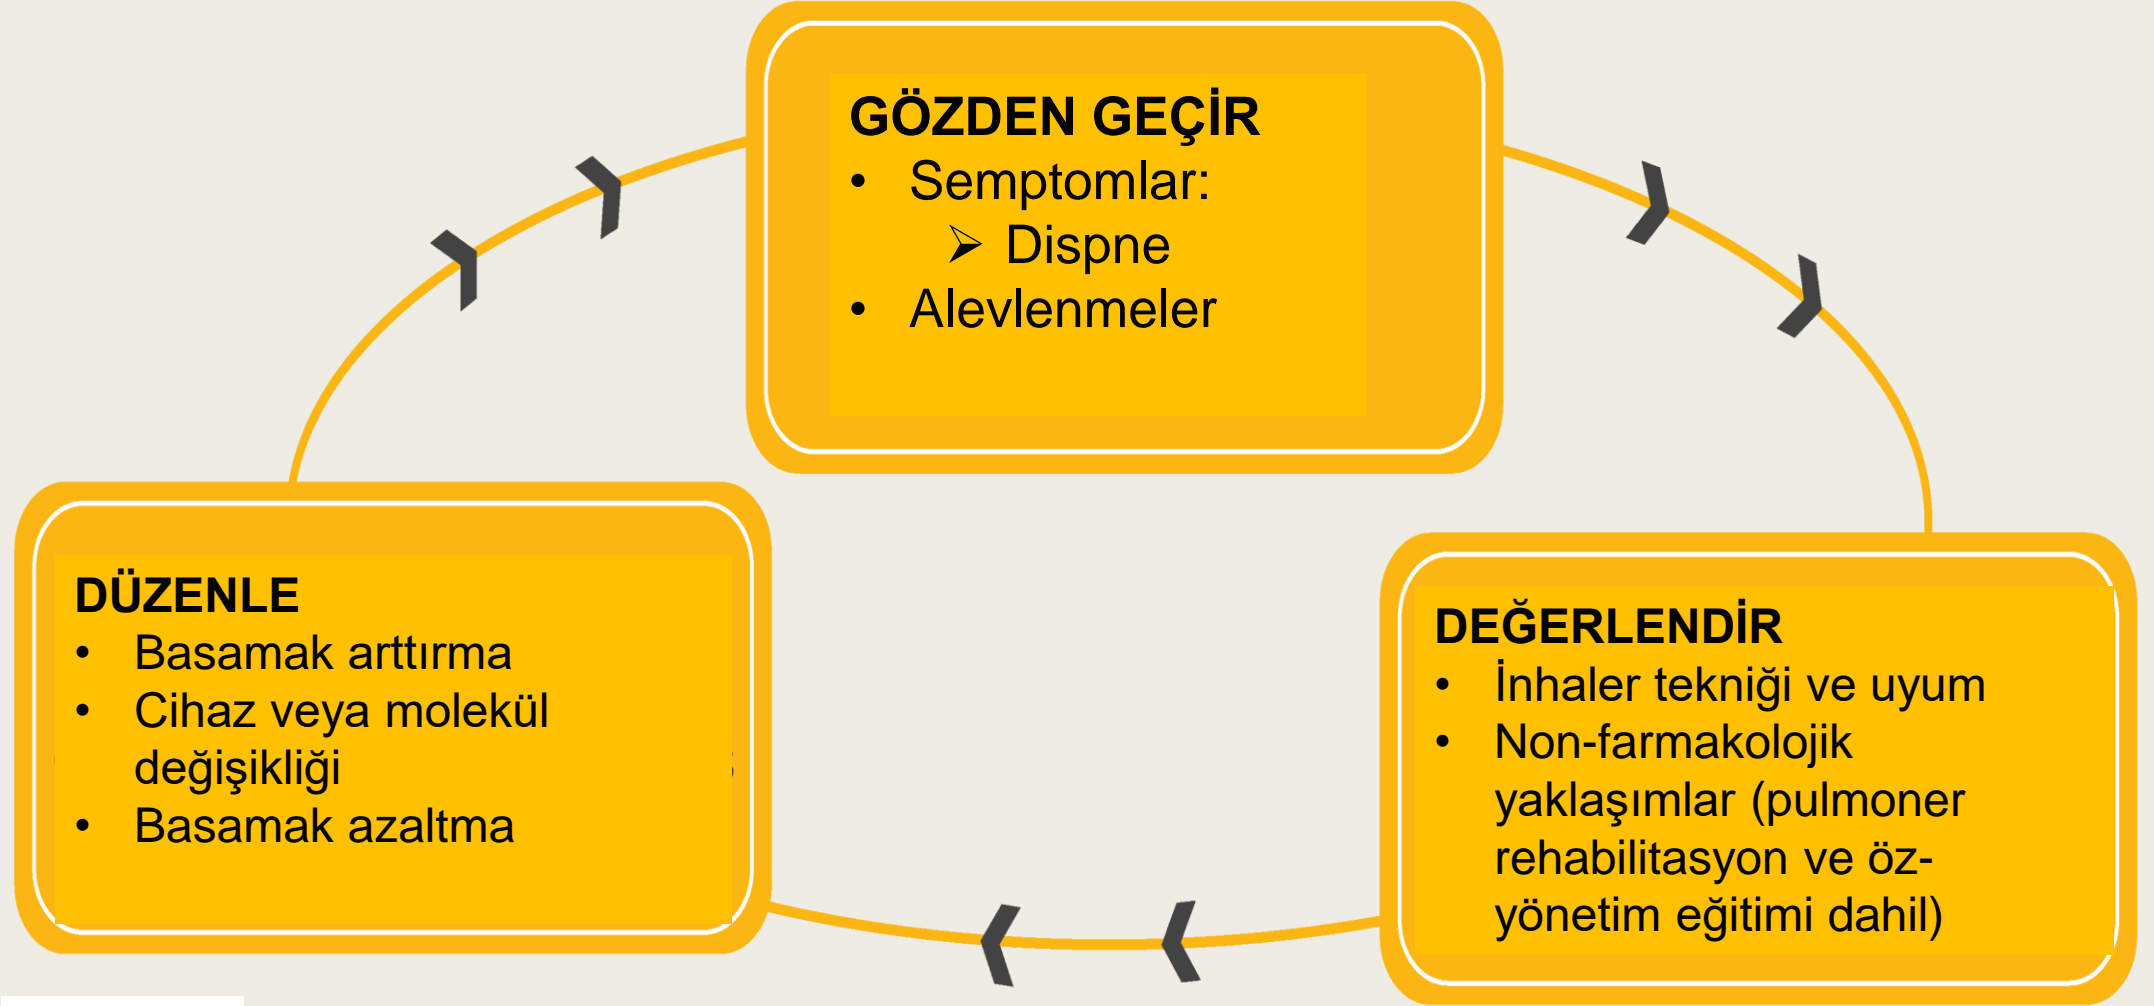 GÖZDEN GEÇİR
• Semptomlar:
➢ Dispne
• Alevlenmeler
DÜZENLE
• Basamak arttırma
• Cihaz veya molekül
değişikliği
• Basamak azaltma
DEĞERLENDİR
• İnhaler tekniği ve uyum
• Non-farmakolojik
yaklaşımlar (pulmoner
rehabilitasyon ve öz-
yönetim eğitimi dahil)